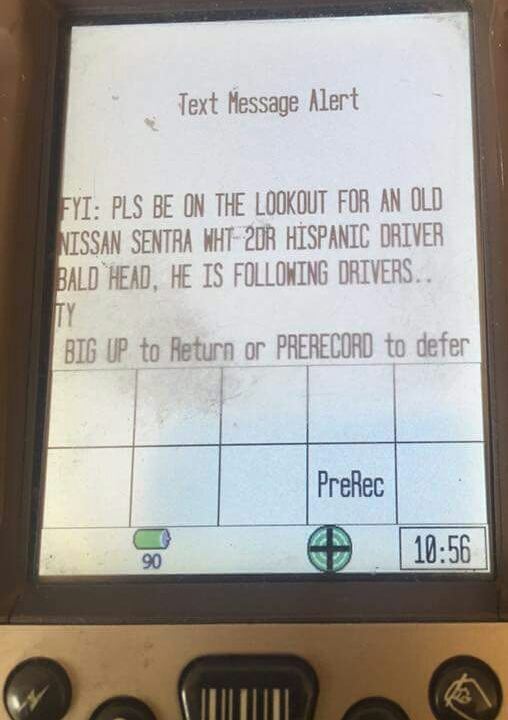 Text Message Alert
FYI: PLS BE ON THE LOOKOUT FOR AN OLD
NISSAN SENTRA WHT 2DR HISPANIC DRIVER
BALD HEAD, HE IS FOLLOWING DRIVERS..
TY
BIG UP to Return or PRERECORD to defer
PreRec
90
10:56